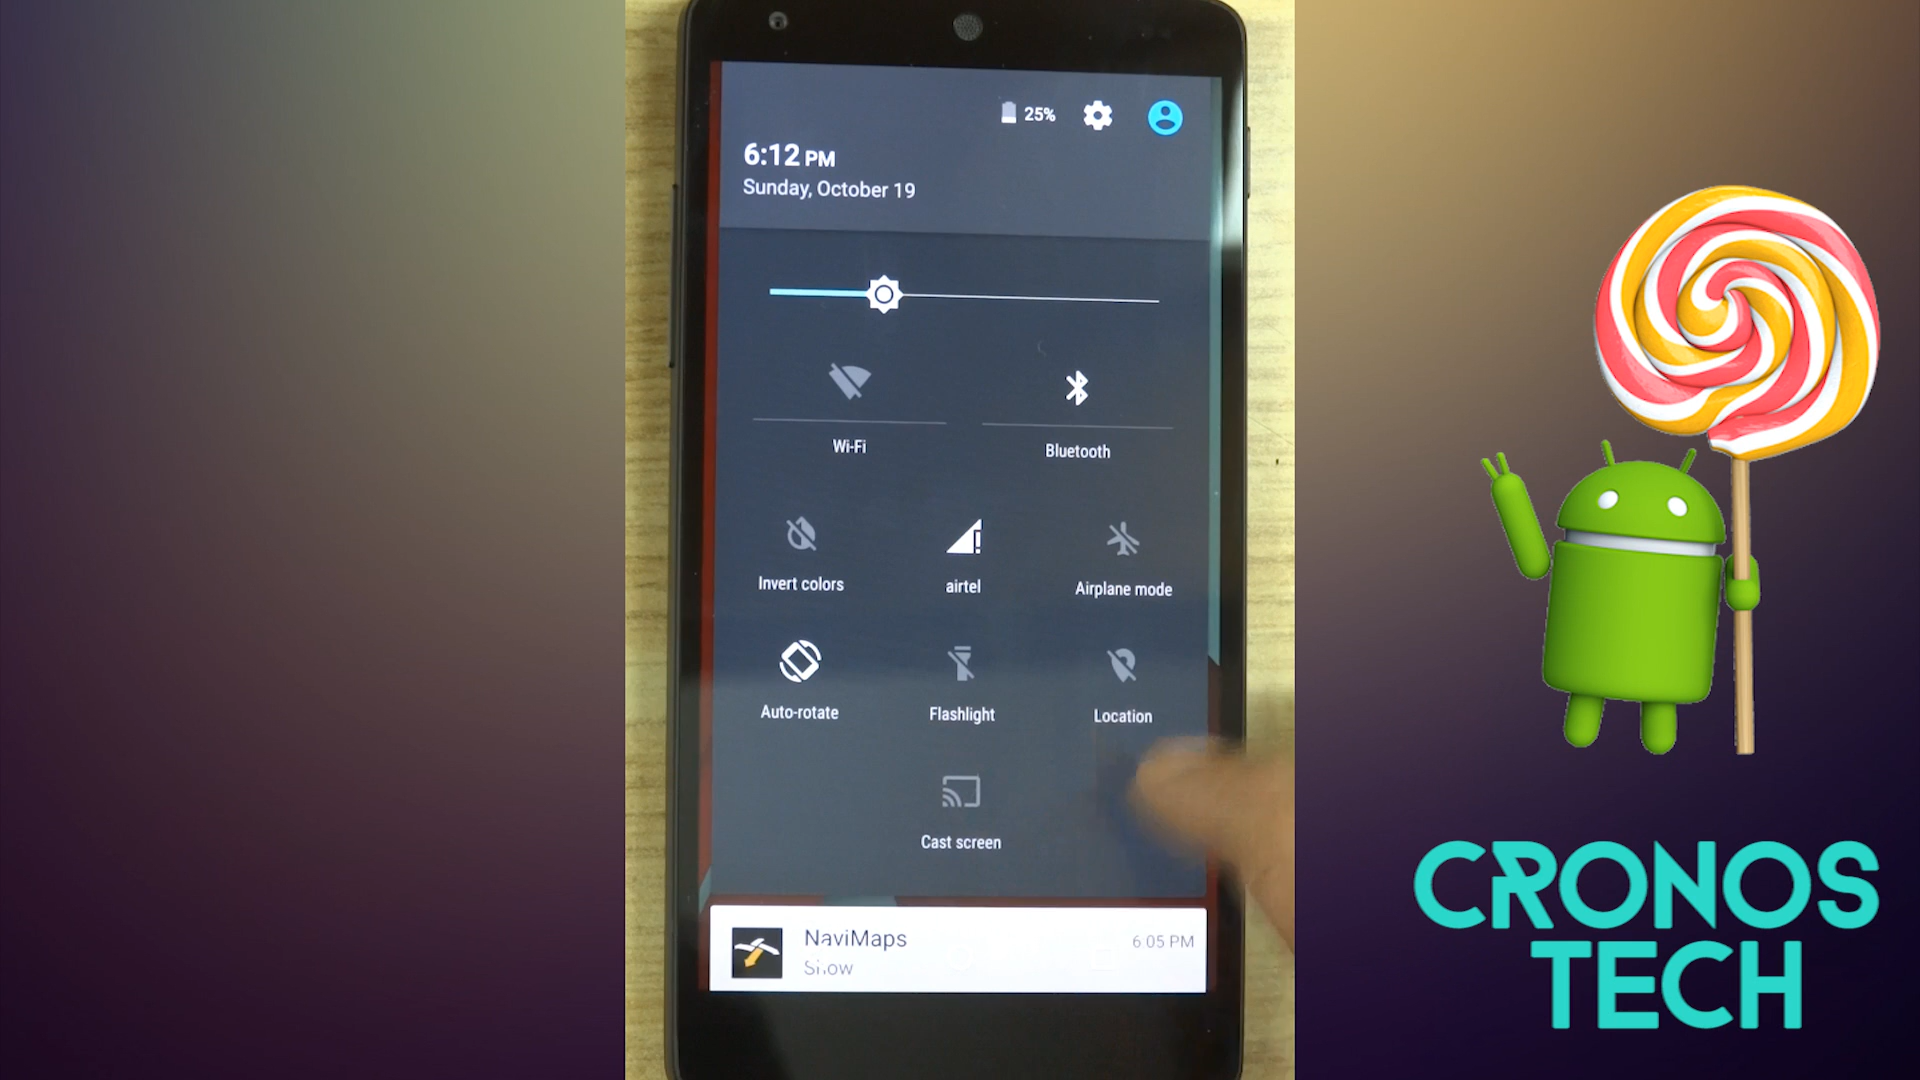 25%
6:12 PM
Sunday, October 19
Wi-Fi
Bluetooth
Invert colors
airtel
Airplane mode
Auto-rotate
Flashlight
Location
Cast screen
NaviMaps
6:05 PM
Show
CRONOS
TECH